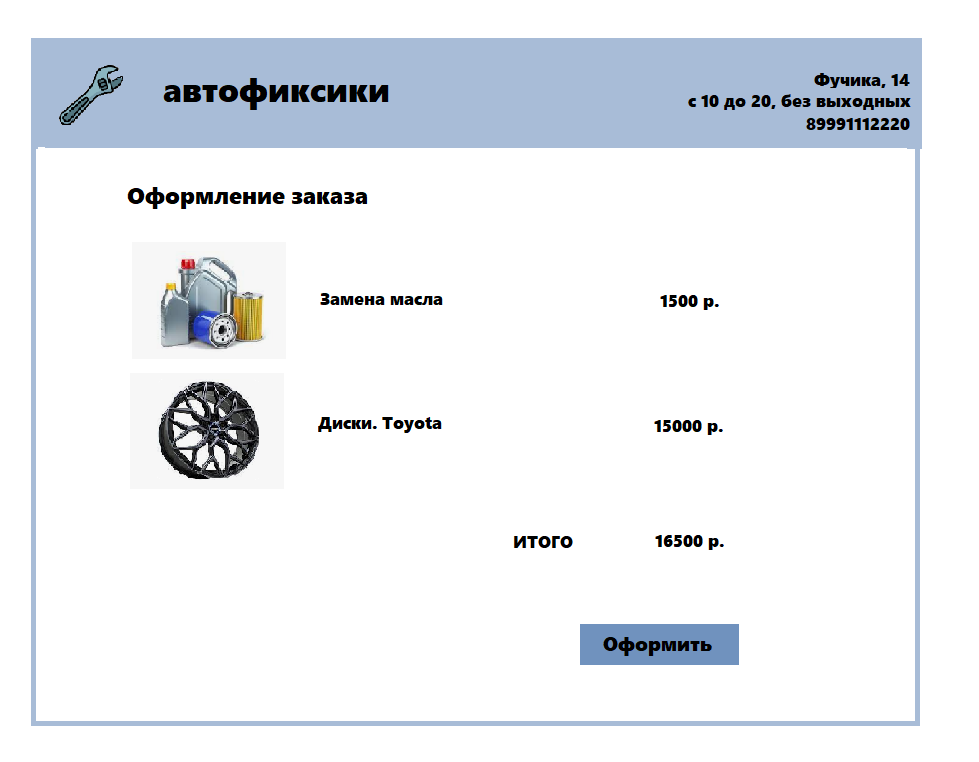 автофиксики
Фучика, 14
с 10 до 20, без выходных
89991112220
Оформление заказа
Замена масла 1500 р.
Диски. Toyota 15000 р.
ИТОГО 16500 р.
Оформить